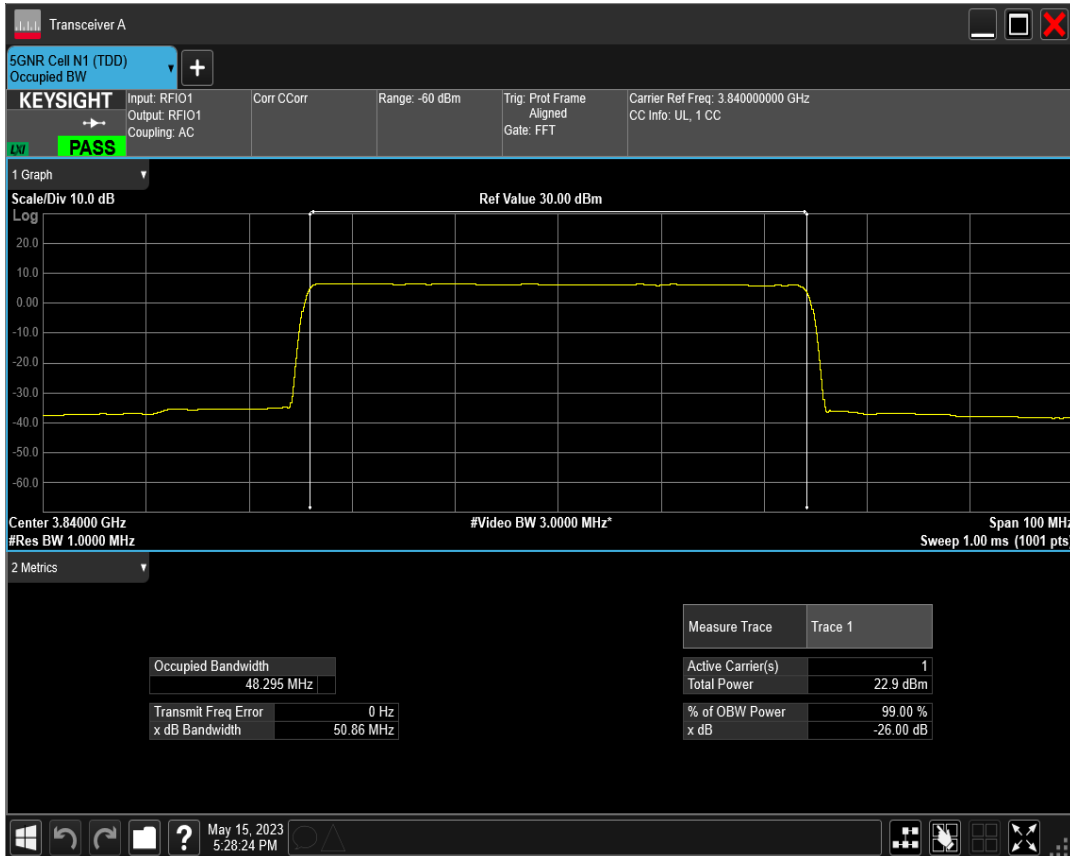 Transceiver A
5GNR Cell N1 (TDD)
Occupied BW
+
KEYSIGHT
LXI
PASS
Input: RFIO1
Output: RFIO1
Coupling: AC
Corr CCorr
Range: -60 dBm
Trig: Prot Frame
Aligned
Gate: FFT
Carrier Ref Freq: 3.840000000 GHz
CC Info: UL, 1 CC
1 Graph
Scale/Div 10.0 dB
Ref Value 30.00 dBm
Log
20.0
10.0
0.00
-10.0
-20.0
-30.0
-40.0
-50.0
-60.0
Center 3.84000 GHz
#Video BW 3.0000 MHz*
Span 100 MHz
#Res BW 1.0000 MHz
Sweep 1.00 ms (1001 pts)
2 Metrics
Measure Trace Trace 1
Occupied Bandwidth
48.295 MHz
Active Carrier(s) 1
Total Power 22.9 dBm
Transmit Freq Error 0 Hz
x dB Bandwidth 50.86 MHz
% of OBW Power 99.00 %
x dB -26.00 dB
?
May 15, 2023
5:28:24 PM